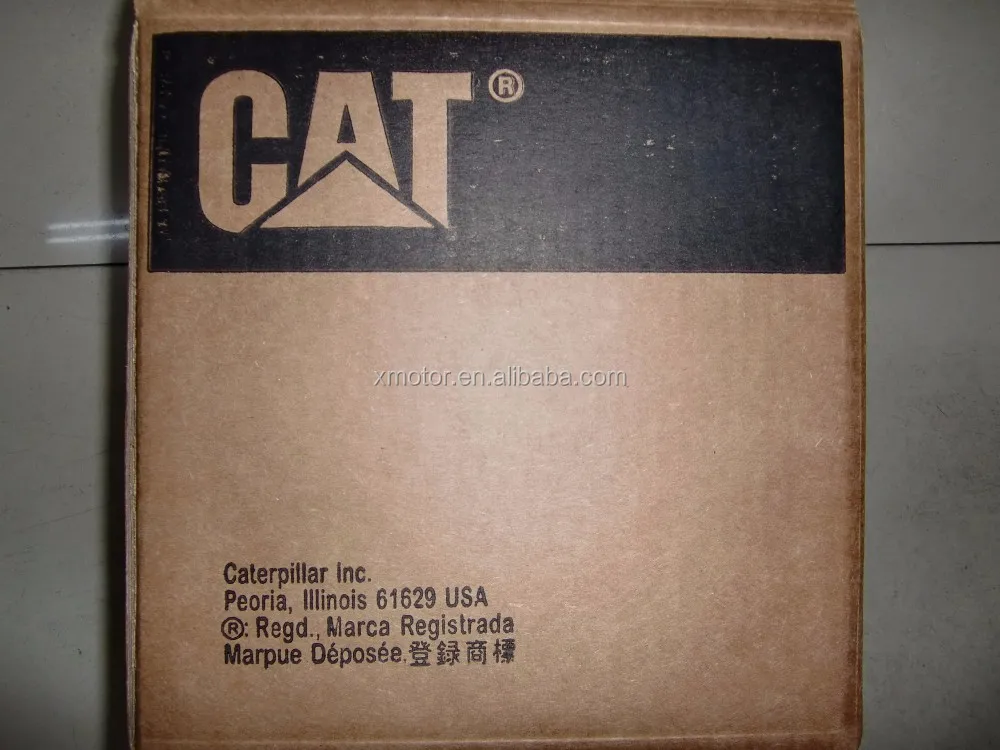 CAT®
xmotor.en.alibaba.com
Caterpillar Inc.
Peoria, Illinois 61629 USA
®: Regd., Marca Registrada
Marpue Déposée.登録商標